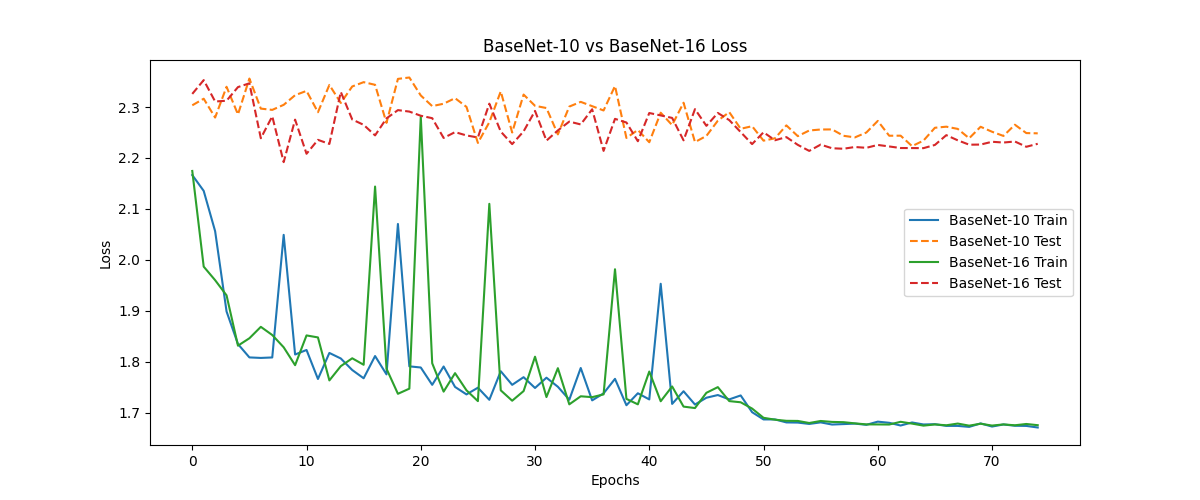 BaseNet-10 vs BaseNet-16 Loss
Loss
2.3
2.2
2.1
2.0
1.9
1.8
1.7
BaseNet-10 Train
BaseNet-10 Test
BaseNet-16 Train
BaseNet-16 Test
0 10 20 30 40 50 60 70
Epochs